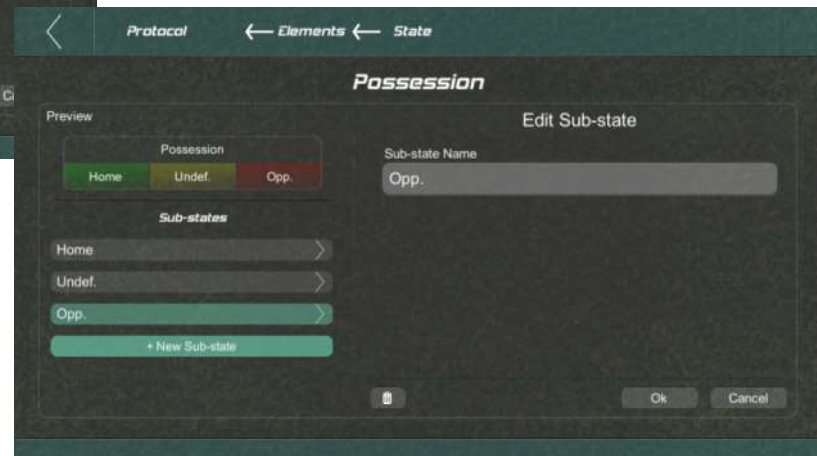 Protocol Elements State
Possession
Preview
Edit Sub-state
Possession
Home Undef. Opp.
Sub-state Name
Opp.
Sub-states
Home
Undef.
Opp.
+ New Sub-state
Ok Cancel